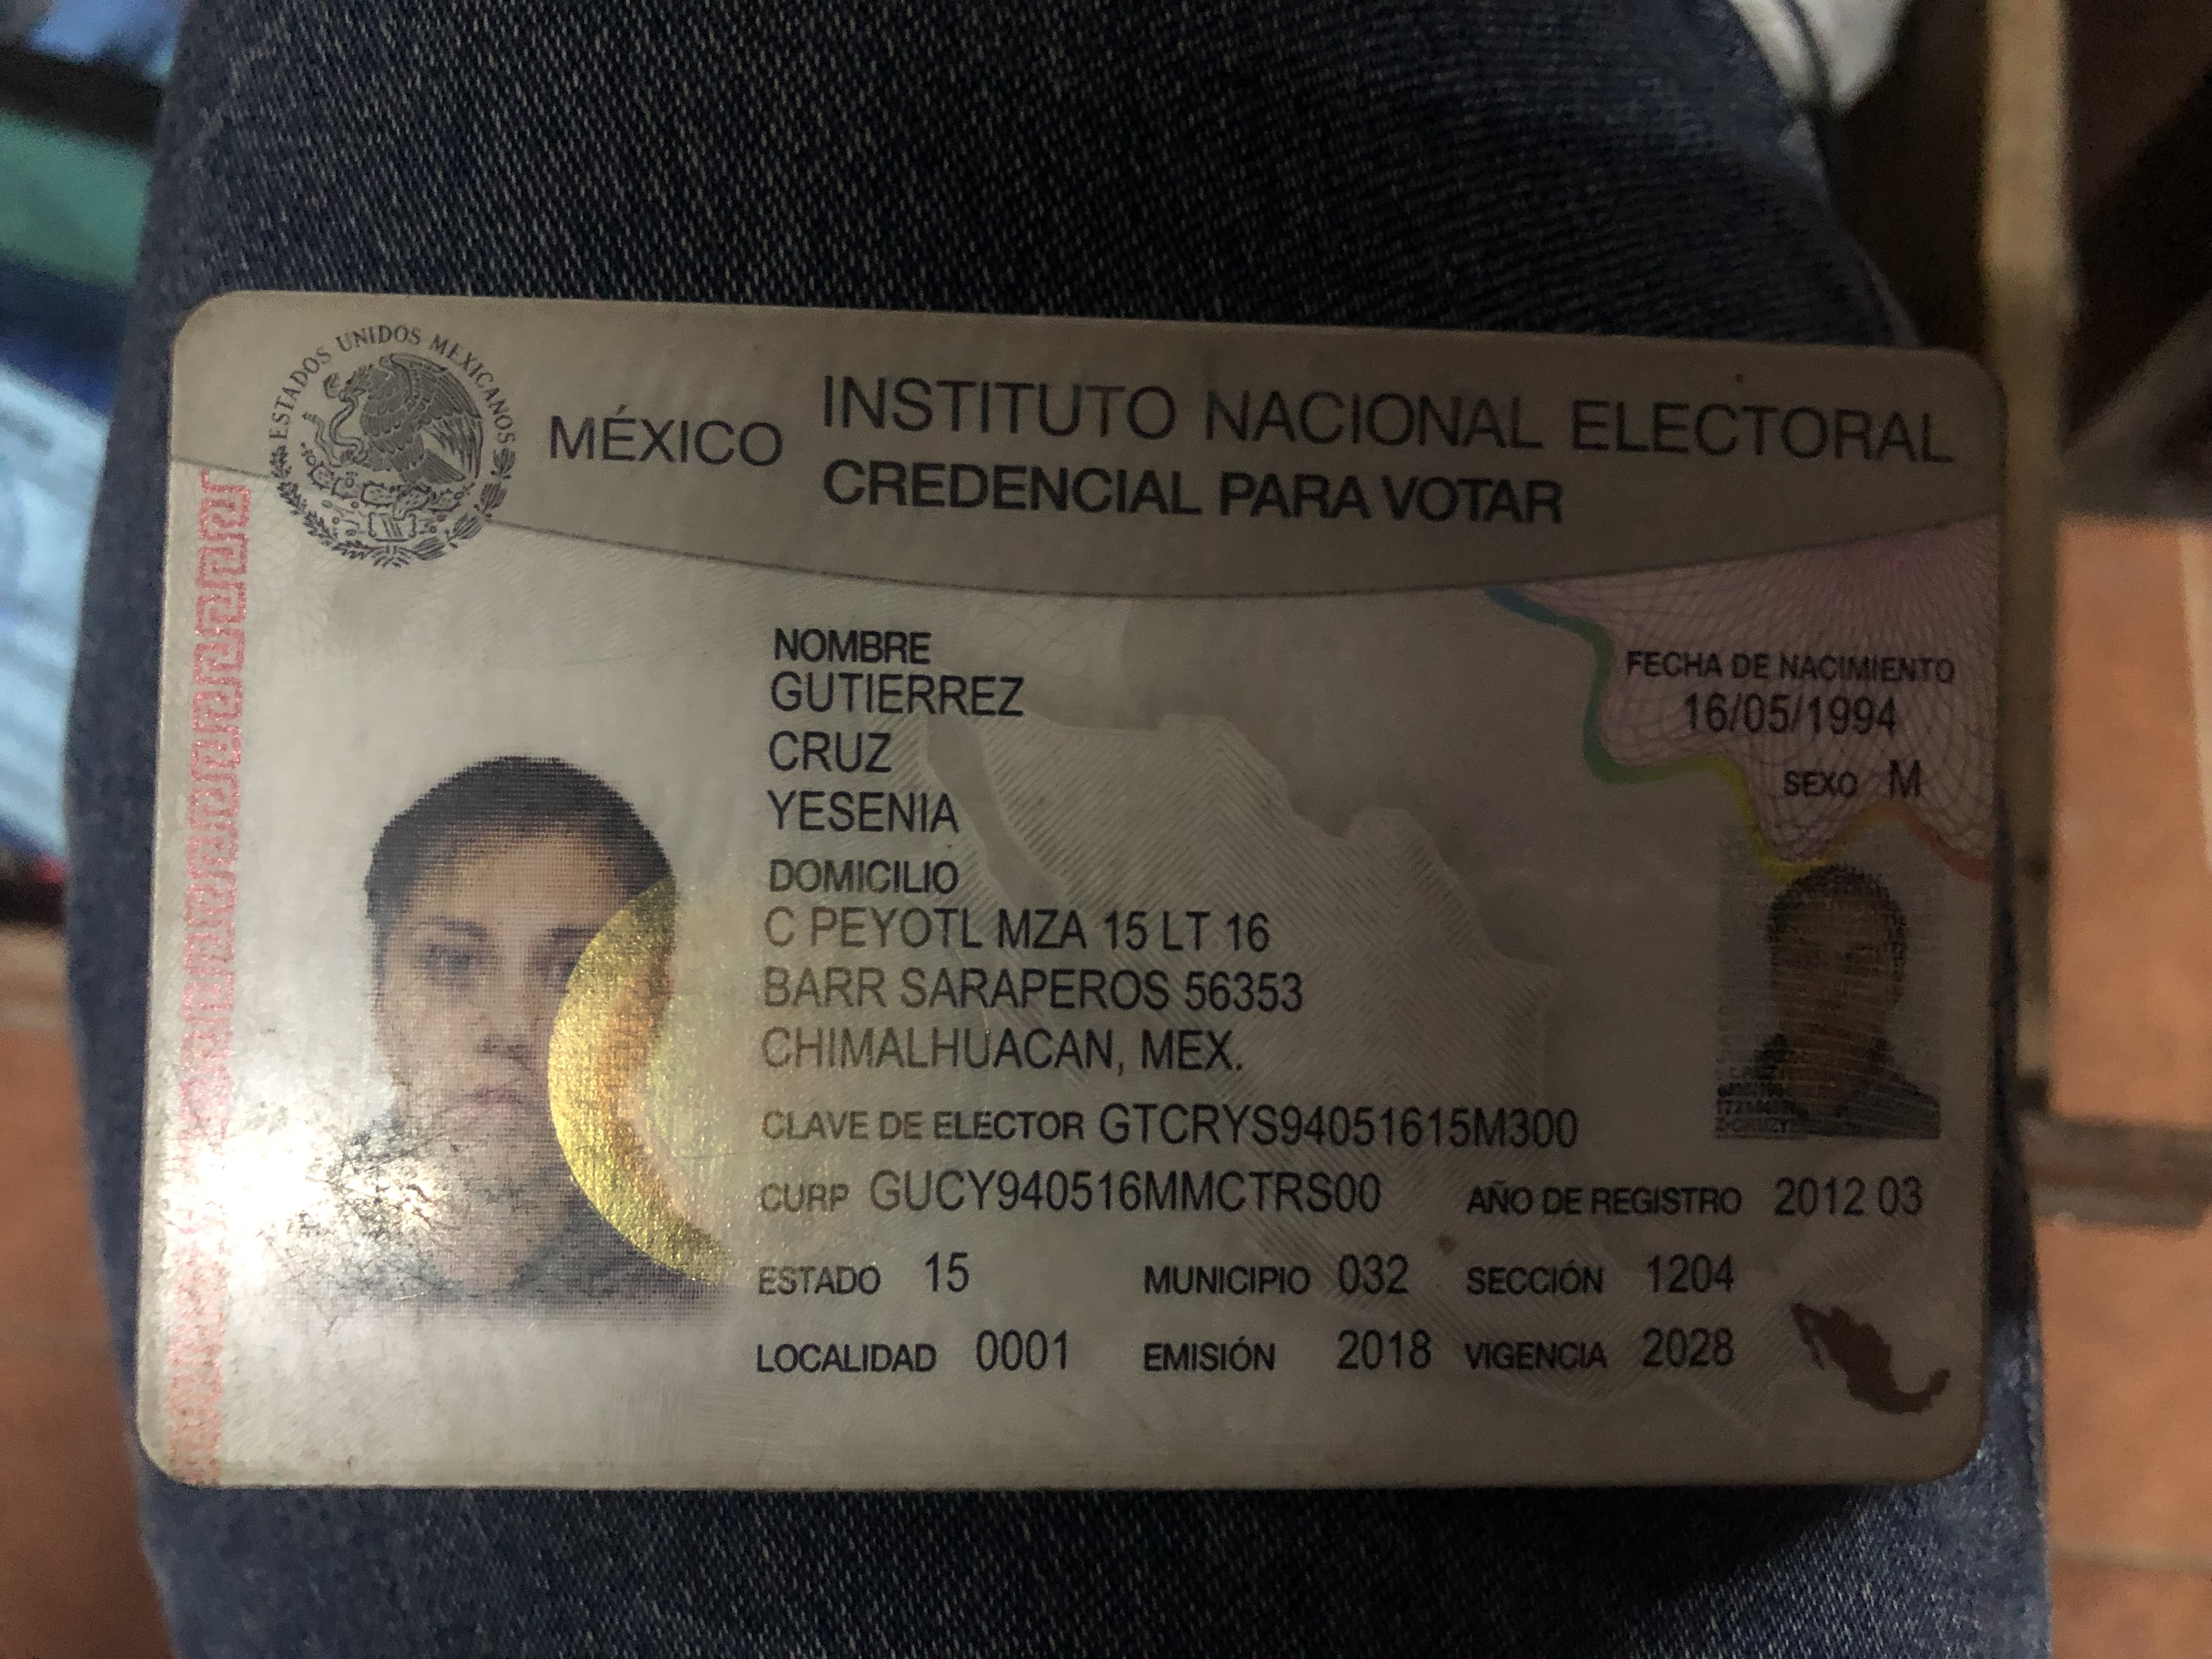 ESTADOS UNIDOS MEXICANOS
MÉXICO INSTITUTO NACIONAL ELECTORAL
CREDENCIAL PARA VOTAR
NOMBRE
GUTIERREZ
CRUZ
YESENIA
FECHA DE NACIMIENTO
16/05/1994
SEXO M
DOMICILIO
C PEYOTL MZA 15 LT 16
BARR SARAPEROS 56353
CHIMALHUACAN, MEX.
CLAVE DE ELECTOR GTCRYS94051615M300
CURP GUCY940516MMCTRS00 AÑO DE REGISTRO 2012 03
ESTADO 15 MUNICIPIO 032 SECCIÓN 1204
LOCALIDAD 0001 EMISIÓN 2018 VIGENCIA 2028